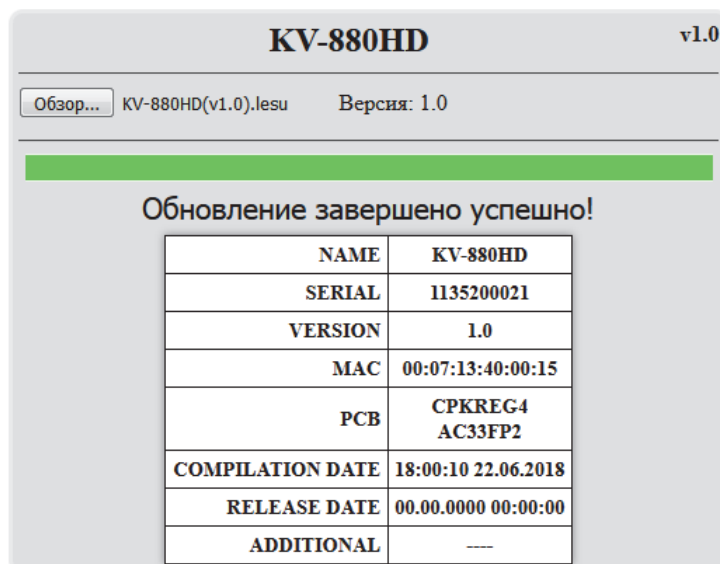 KV-880HD v1.0
Обзор... KV-880HD(v1.0).lesu Версия: 1.0
Обновление завершено успешно!
NAME KV-880HD
SERIAL 1135200021
VERSION 1.0
MAC 00:07:13:40:00:15
PCB CPKREG4
AC33FP2
COMPILATION DATE 18:00:10 22.06.2018
RELEASE DATE 00.00.0000 00:00:00
ADDITIONAL ----